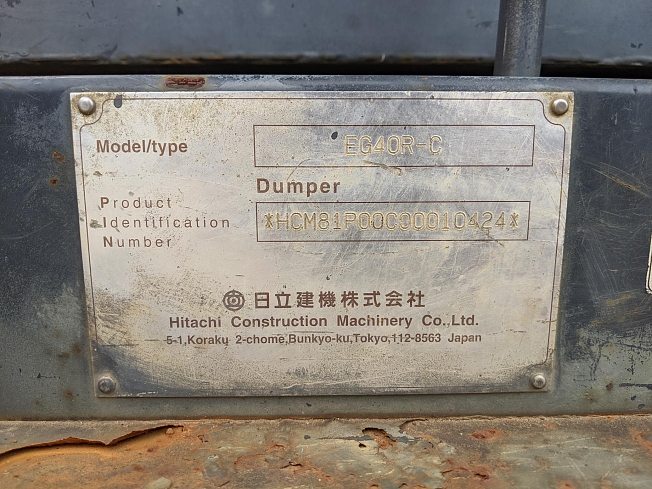 Model/type EG40R-C
Dumper
Product
Identification *HCM81P00C00010424*
Number
日立建機株式会社
Hitachi Construction Machinery Co.,Ltd.
5-1,Koraku 2-chome,Bunkyo-ku,Tokyo,112-8563 Japan